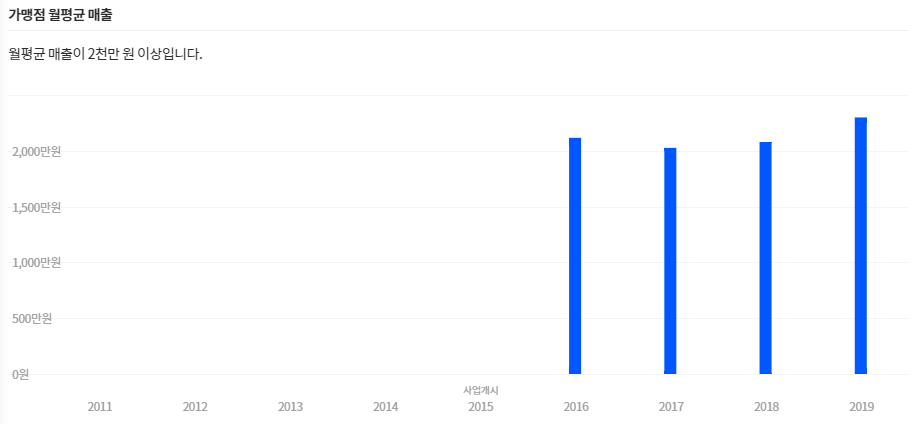 가맹점 월평균 매출
월평균 매출이 2천만 원 이상입니다.
2,000만원
1,500만원
1,000만원
500만원
0원
사업개시
2011 2012 2013 2014 2015 2016 2017 2018 2019